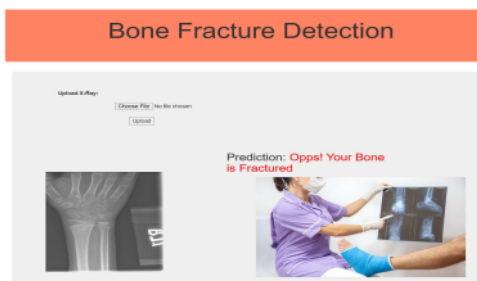 Bone Fracture Detection
Upload X-Ray:
Choose File No file chosen
Upload
Prediction: Opps! Your Bone
is Fractured